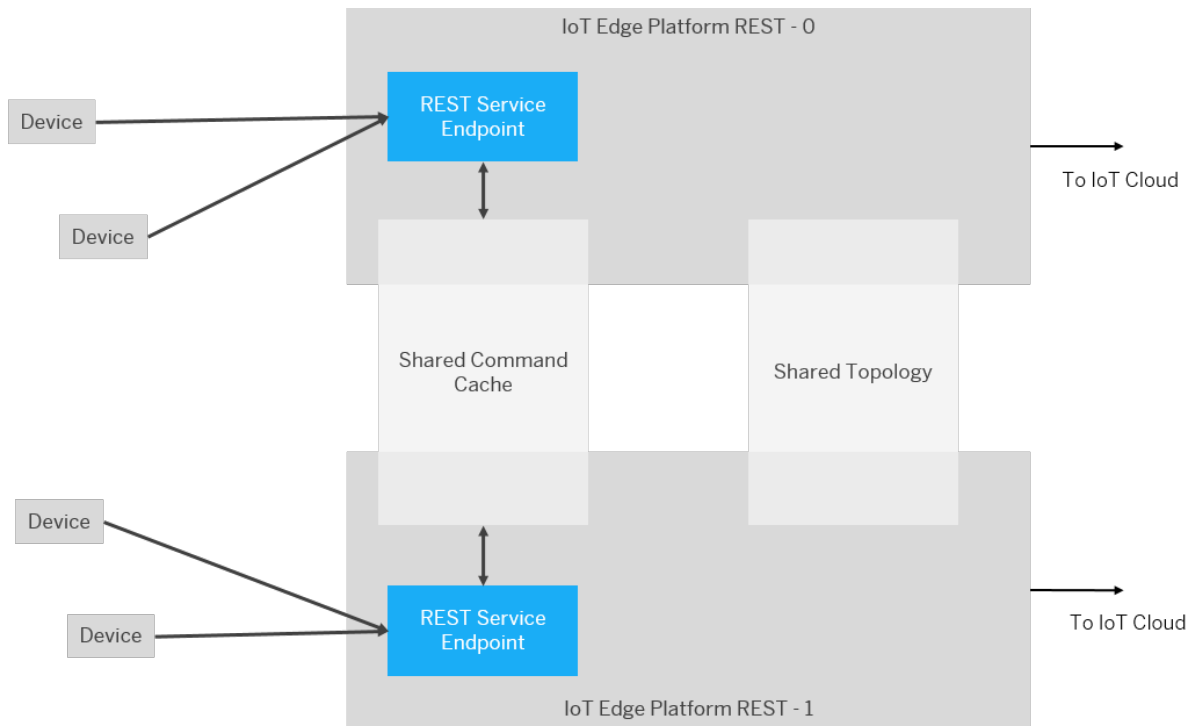 IoT Edge Platform REST - 0
REST Service
Endpoint
Device
Device
To IoT Cloud
Shared Command
Cache
Shared Topology
Device
Device
REST Service
Endpoint
To IoT Cloud
IoT Edge Platform REST - 1